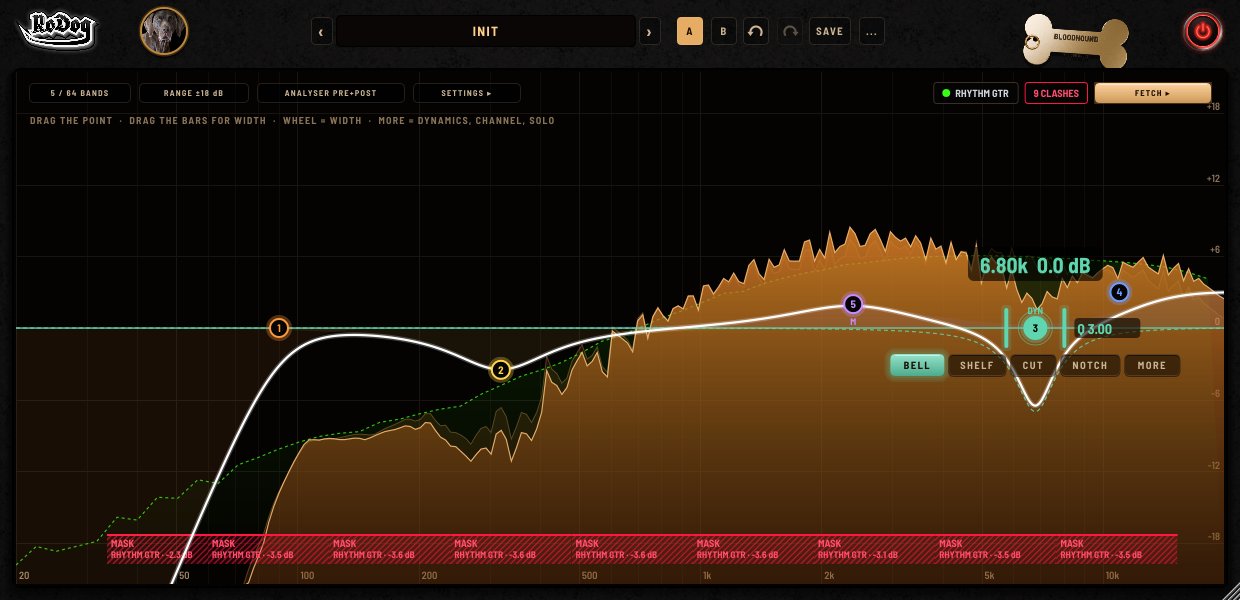 RoDog
‹ INIT › A B SAVE ...
BLOODHOUND
5 / 64 BANDS RANGE ±18 dB ANALYSER PRE+POST SETTINGS ▸ RHYTHM GTR 9 CLASHES FETCH ▸
+18
DRAG THE POINT · DRAG THE BARS FOR WIDTH · WHEEL = WIDTH · MORE = DYNAMICS, CHANNEL, SOLO
+12
+6
6.80k 0.0 dB
4
5
M
DYN
1 3 Q 3.00 0
2
BELL SHELF CUT NOTCH MORE
-6
-12
-18
MASK MASK MASK MASK MASK MASK MASK MASK MASK
RHYTHM GTR · -2.3 dB RHYTHM GTR · -3.5 dB RHYTHM GTR · -3.6 dB RHYTHM GTR · -3.6 dB RHYTHM GTR · -3.6 dB RHYTHM GTR · -3.6 dB RHYTHM GTR · -3.1 dB RHYTHM GTR · -3.5 dB RHYTHM GTR · -3.5 dB
20 50 100 200 500 1k 2k 5k 10k